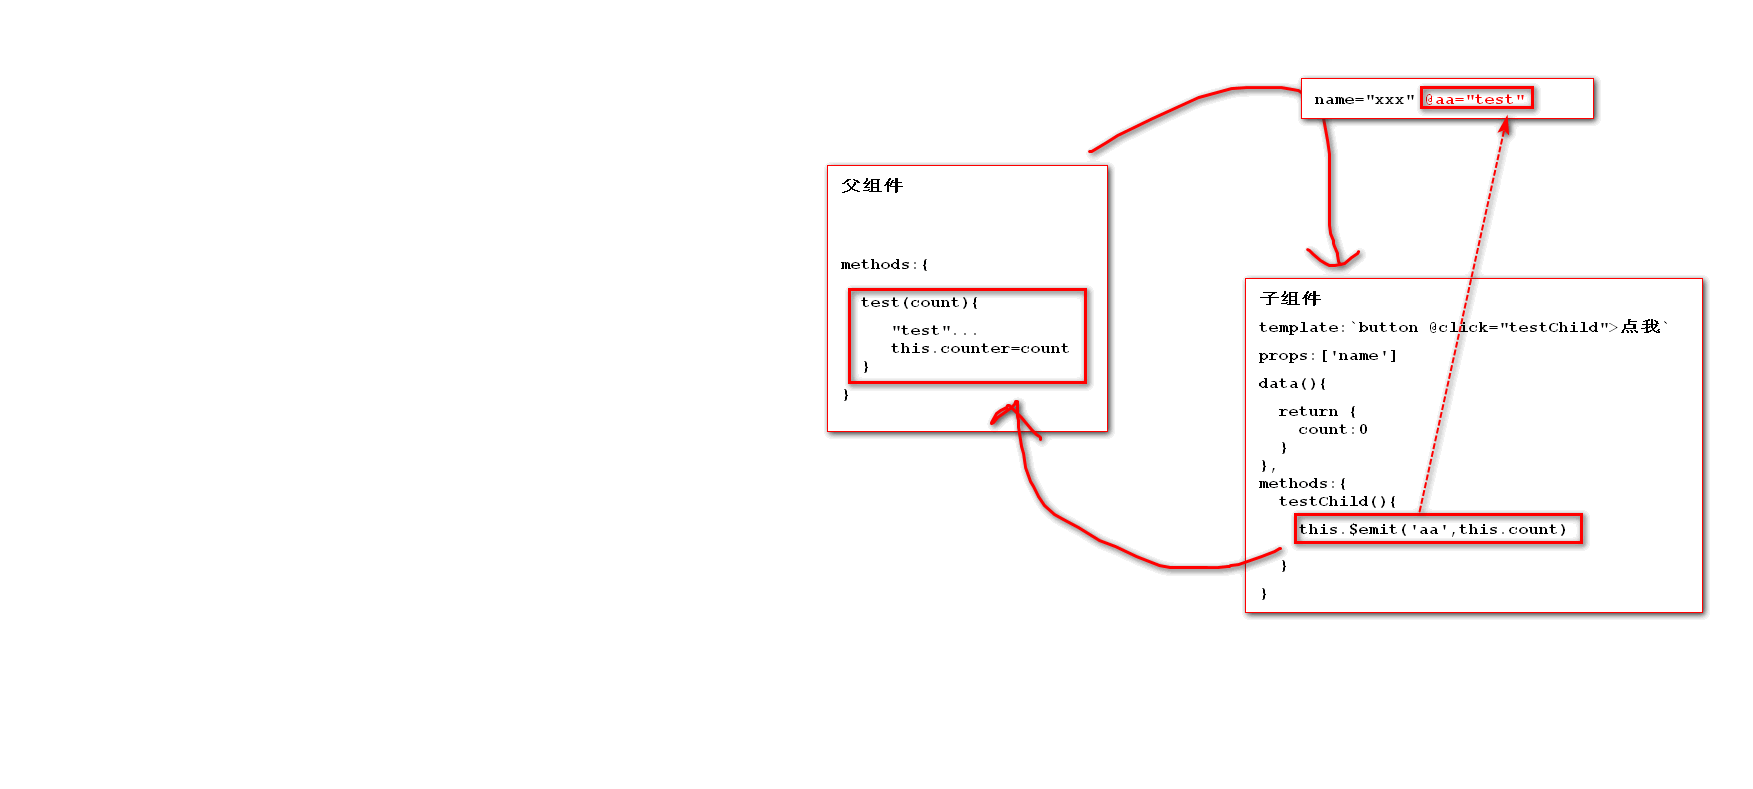 name="xxx" @aa="test"
父组件
methods:{
test(count){
"test"...
this.counter=count
}
}
子组件
template:`button @click="testChild">点我`
props:['name']
data(){
return {
count:0
}
},
methods:{
testChild(){
this.$emit('aa',this.count)
}
}